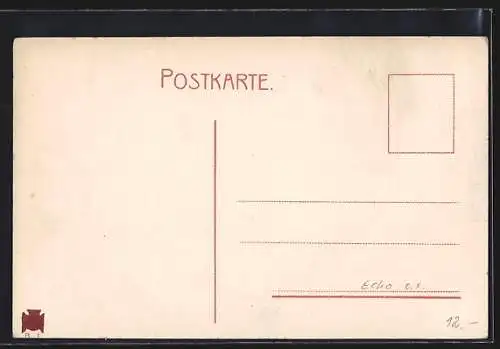 POSTKARTE.
Echo
12.-